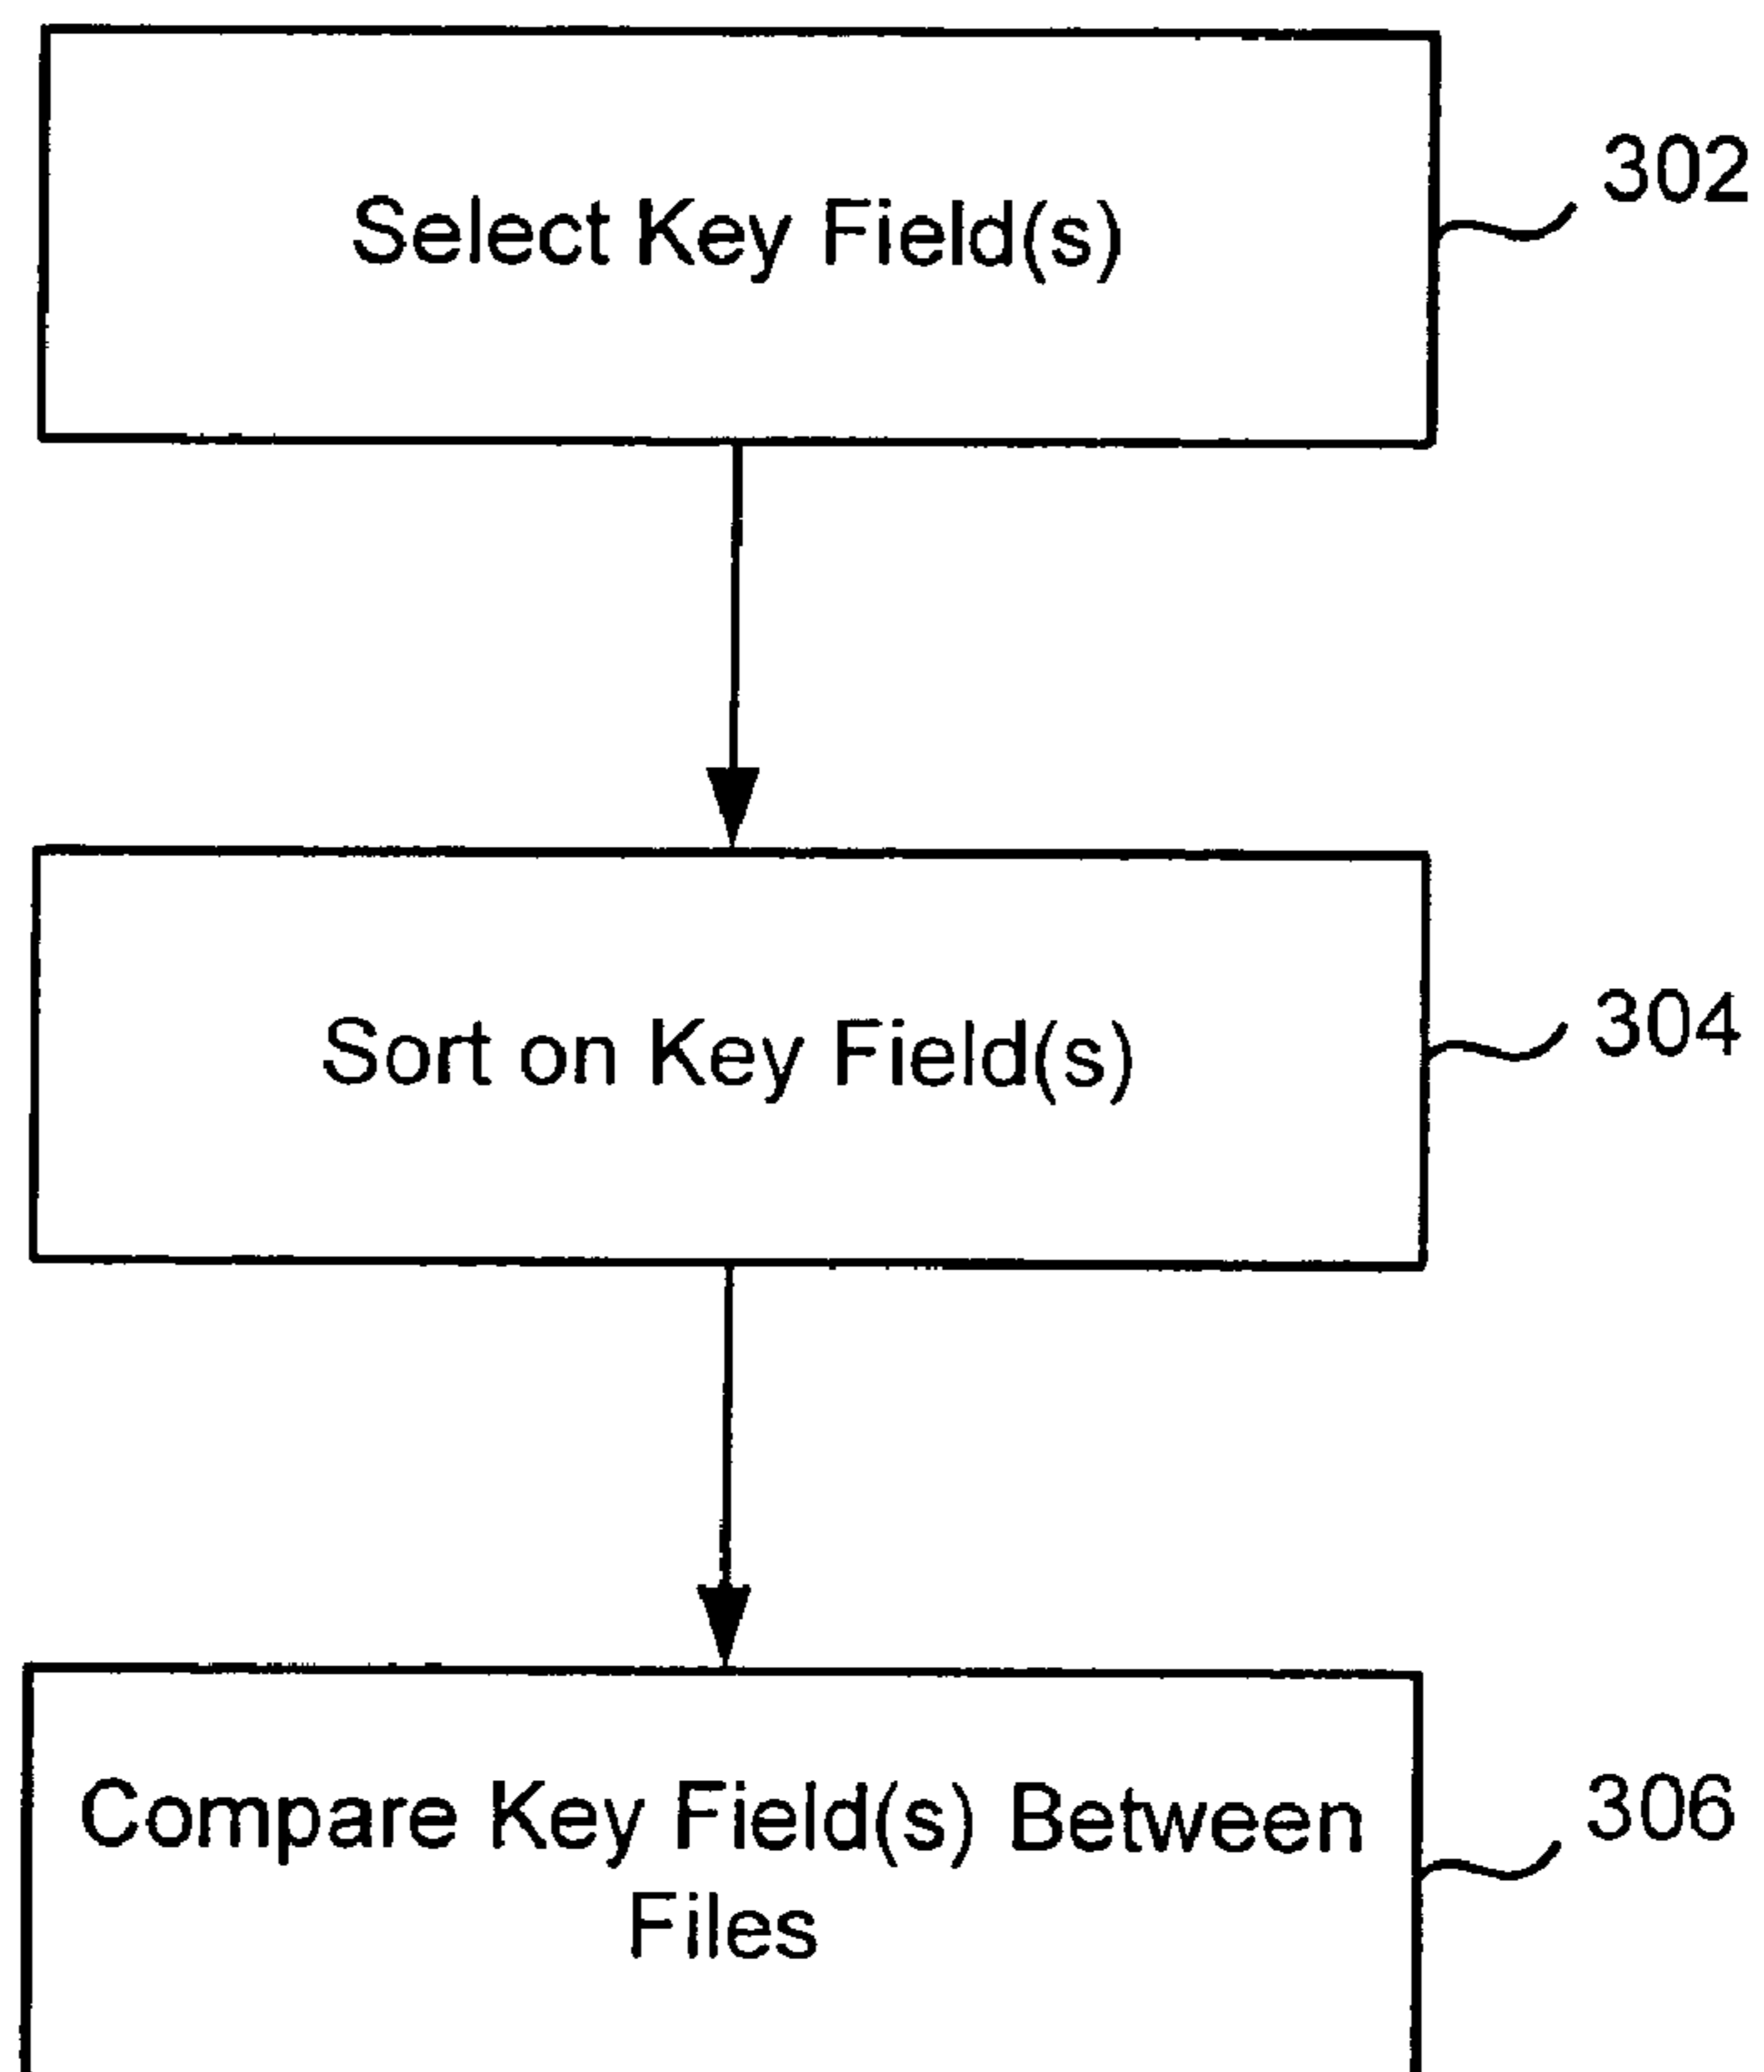 Select Key Field(s)
302
Sort on Key Field(s)
304
Compare Key Field(s) Between
Files
306